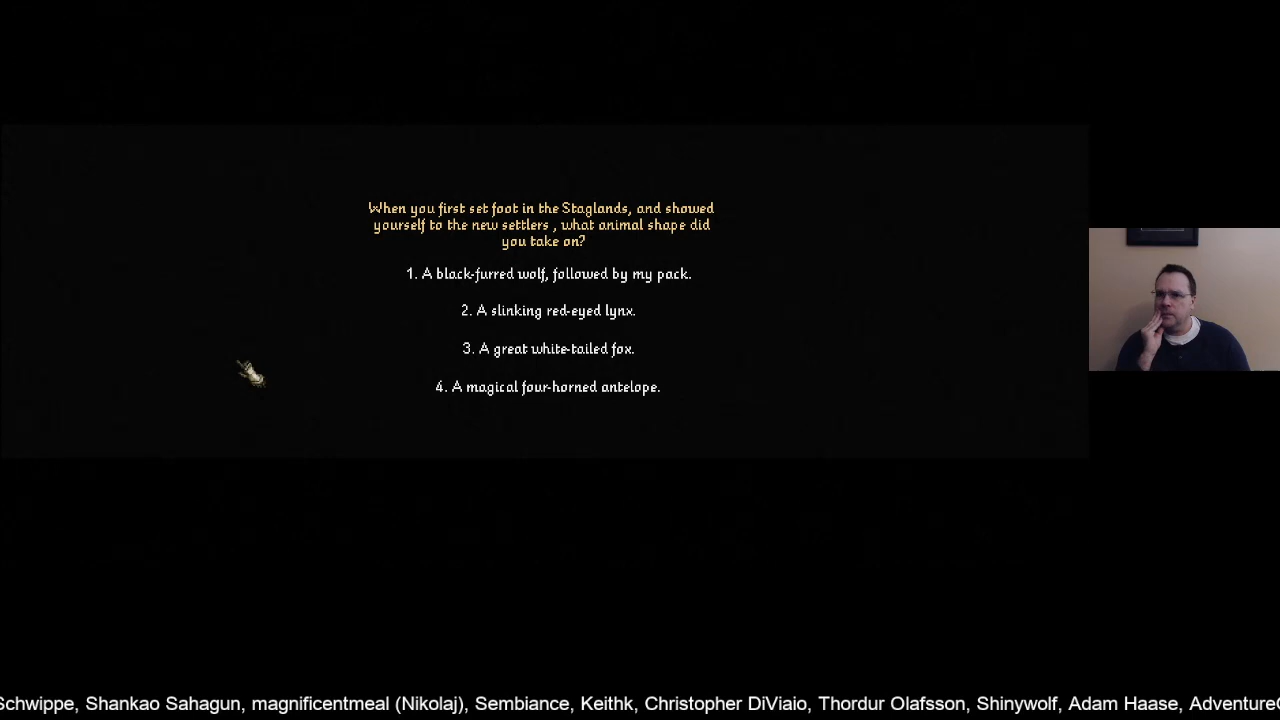 When you first set foot in the Staglands, and showed
yourself to the new settlers , what animal shape did
you take on?
1. A black-furred wolf, followed by my pack.
2. A slinking red-eyed lynx.
3. A great white-tailed fox.
4. A magical four-horned antelope.
Schwippe, Shankao Sahagun, magnificentmeal (Nikolaj), Sembiance, Keithk, Christopher DiViaio, Thordur Olafsson, Shinywolf, Adam Haase,